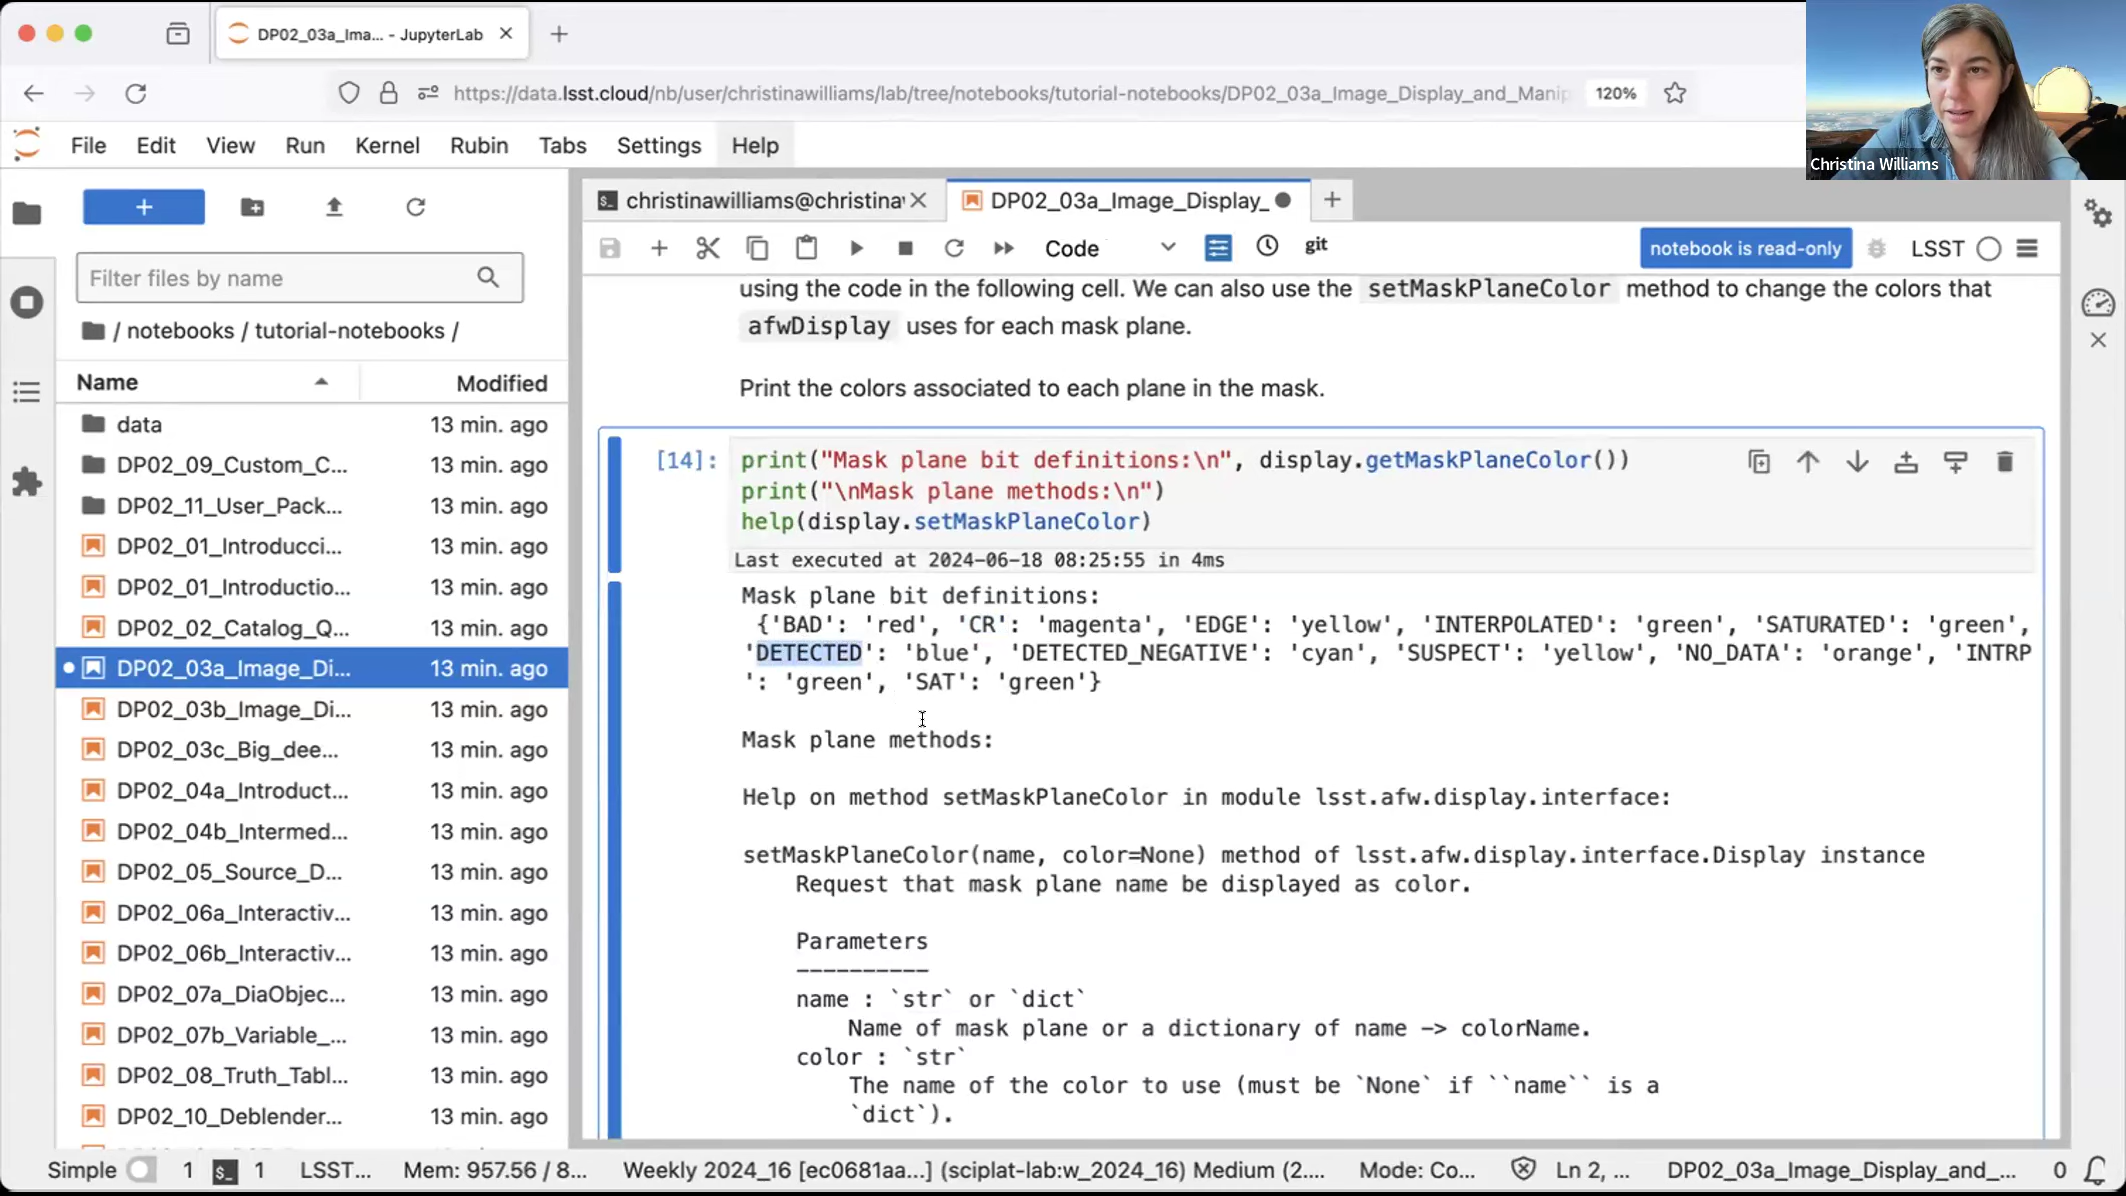 DP02_03a_Ima... - JupyterLab
https://data.lsst.cloud/nb/user/christinawilliams/lab/tree/notebooks/tutorial-notebooks/DP02_03a_Image_Display_and_Manip
120%
Christina Williams
File Edit View Run Kernel Rubin Tabs Settings Help
christinawilliams@christina
DP02_03a_Image_Display_
Code
git
notebook is read-only
LSST
Filter files by name
/ notebooks / tutorial-notebooks /
Name Modified
data 13 min. ago
DP02_09_Custom_C... 13 min. ago
DP02_11_User_Pack... 13 min. ago
DP02_01_Introducci... 13 min. ago
DP02_01_Introductio... 13 min. ago
DP02_02_Catalog_Q... 13 min. ago
DP02_03a_Image_Di... 13 min. ago
DP02_03b_Image_Di... 13 min. ago
DP02_03c_Big_dee... 13 min. ago
DP02_04a_Introduct... 13 min. ago
DP02_04b_Intermed... 13 min. ago
DP02_05_Source_D... 13 min. ago
DP02_06a_Interactiv... 13 min. ago
DP02_06b_Interactiv... 13 min. ago
DP02_07a_DiaObjec... 13 min. ago
DP02_07b_Variable_... 13 min. ago
DP02_08_Truth_Tabl... 13 min. ago
DP02_10_Deblender... 13 min. ago
using the code in the following cell. We can also use the setMaskPlaneColor method to change the colors that
afwDisplay uses for each mask plane.
Print the colors associated to each plane in the mask.
[14]: print("Mask plane bit definitions:\n", display.getMaskPlaneColor())
print("\nMask plane methods:\n")
help(display.setMaskPlaneColor)
Last executed at 2024-06-18 08:25:55 in 4ms
Mask plane bit definitions:
{'BAD': 'red', 'CR': 'magenta', 'EDGE': 'yellow', 'INTERPOLATED': 'green', 'SATURATED': 'green',
'DETECTED': 'blue', 'DETECTED_NEGATIVE': 'cyan', 'SUSPECT': 'yellow', 'NO_DATA': 'orange', 'INTRP
': 'green', 'SAT': 'green'}
Mask plane methods:
Help on method setMaskPlaneColor in module lsst.afw.display.interface:
setMaskPlaneColor(name, color=None) method of lsst.afw.display.interface.Display instance
Request that mask plane name be displayed as color.
Parameters
----------
name : `str` or `dict`
Name of mask plane or a dictionary of name -> colorName.
color : `str`
The name of the color to use (must be `None` if ``name`` is a
`dict`).
Simple 1 1 LSST... Mem: 957.56 / 8... Weekly 2024_16 [ec0681aa...] (sciplat-lab:w_2024_16) Medium (2.... Mode: Co... Ln 2, ... DP02_03a_Image_Display_and_... 0